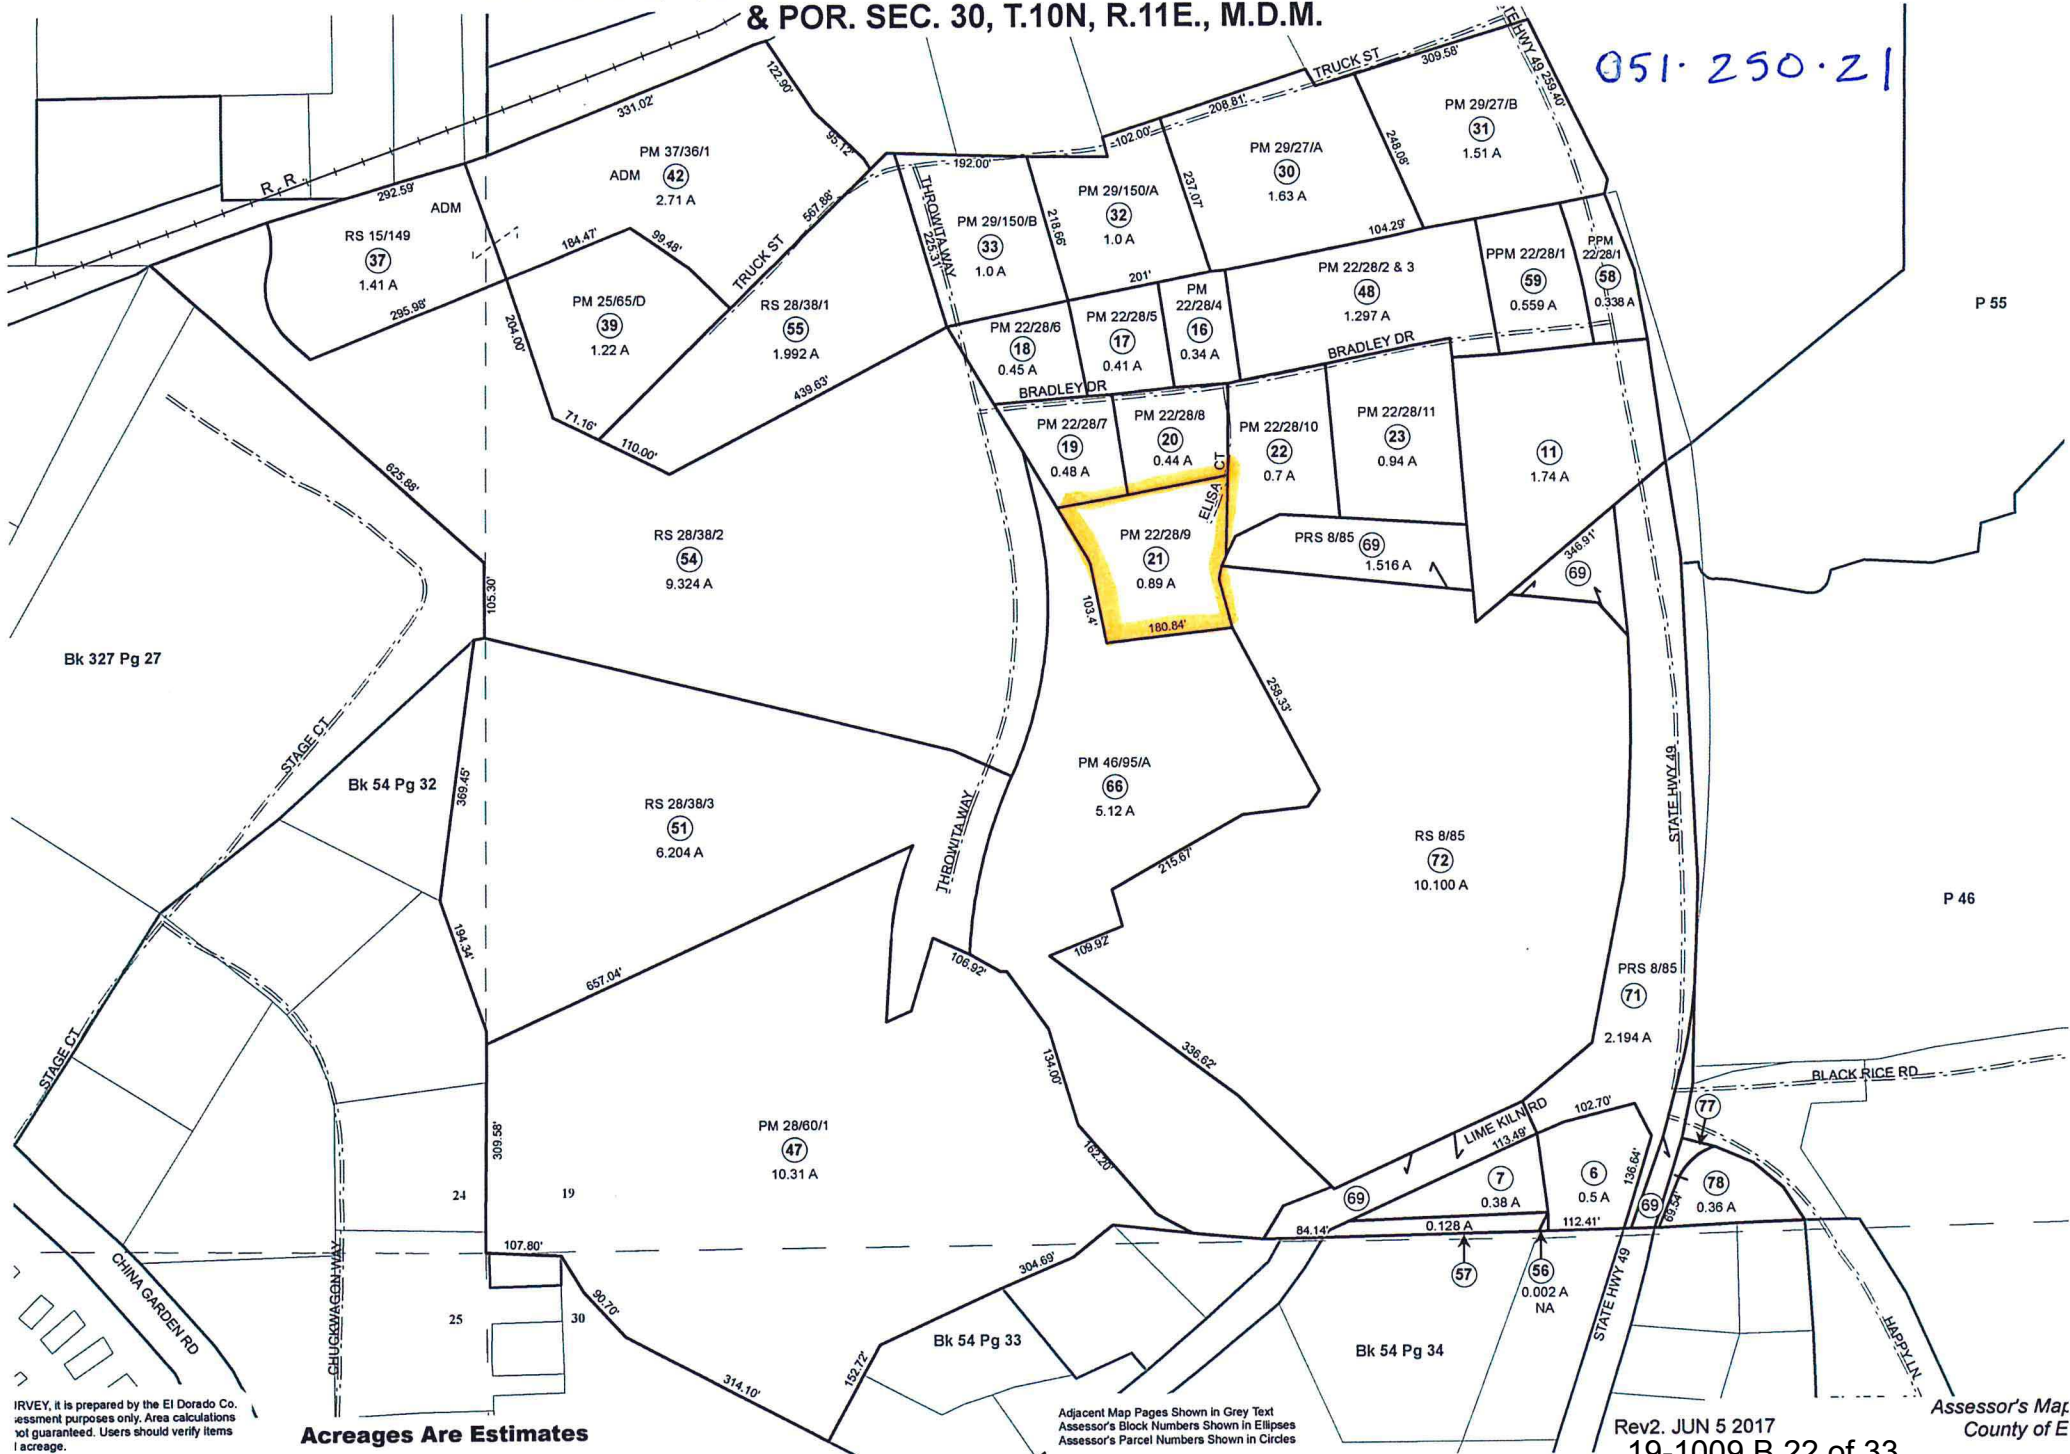 & POR. SEC. 30, T.10N, R.11E., M.D.M.
051·250·21
TRUCK ST
309.58'
HWY 49
259.40'
122.90'
331.02'
95.12'
208.81'
102.00'
192.00'
PM 29/27/B
31
1.51 A
248.08'
PM 29/27/A
30
1.63 A
PM 37/36/1
ADM
42
2.71 A
R. R.
292.59'
ADM
RS 15/149
37
1.41 A
295.98'
184.47'
99.48'
567.88'
TRUCK ST
THROWITA WAY
225.31'
PM 29/150/B
33
1.0 A
218.66'
PM 29/150/A
32
1.0 A
237.07'
201'
104.29'
PM 25/65/D
39
1.22 A
204.00'
RS 28/38/1
55
1.992 A
71.16'
110.00'
439.63'
PM 22/28/6
18
0.45 A
PM 22/28/5
17
0.41 A
PM
22/28/4
16
0.34 A
PM 22/28/2 & 3
48
1.297 A
PPM 22/28/1
59
0.559 A
PPM
22/28/1
58
0.338 A
P 55
BRADLEY DR
BRADLEY DR
PM 22/28/7
19
0.48 A
PM 22/28/8
20
0.44 A
PM 22/28/10
22
0.7 A
PM 22/28/11
23
0.94 A
11
1.74 A
ELISA CT
625.88'
105.30'
RS 28/38/2
54
9.324 A
PM 22/28/9
21
0.89 A
103.4'
180.84'
PRS 8/85
69
1.516 A
346.91'
69
Bk 327 Pg 27
STAGE CT
Bk 54 Pg 32
369.45'
RS 28/38/3
51
6.204 A
THROWITA WAY
258.33'
PM 46/95/A
66
5.12 A
215.67'
RS 8/85
72
10.100 A
STATE HWY 49
P 46
194.34'
657.04'
106.92'
109.92'
PRS 8/85
71
2.194 A
STAGE CT
134.00'
336.62'
BLACK RICE RD
309.58'
PM 28/60/1
47
10.31 A
162.20'
LIME KILN RD
113.49'
102.70'
77
7
0.38 A
6
0.5 A
136.64'
69
69
69.54'
78
0.36 A
24
19
84.14'
0.128 A
112.41'
107.80'
57
56
0.002 A
NA
CHINA GARDEN RD
CHUCKWAGON WAY
25
30
90.70'
304.69'
Bk 54 Pg 33
152.72'
314.10'
Bk 54 Pg 34
STATE HWY 49
HAPPY LN
IRVEY, it is prepared by the El Dorado Co.
essment purposes only. Area calculations
not guaranteed. Users should verify items
l acreage.
Acreages Are Estimates
Adjacent Map Pages Shown in Grey Text
Assessor's Block Numbers Shown in Ellipses
Assessor's Parcel Numbers Shown in Circles
Rev2. JUN 5 2017
Assessor's Map
County of E
19-1009 B 22 of 33